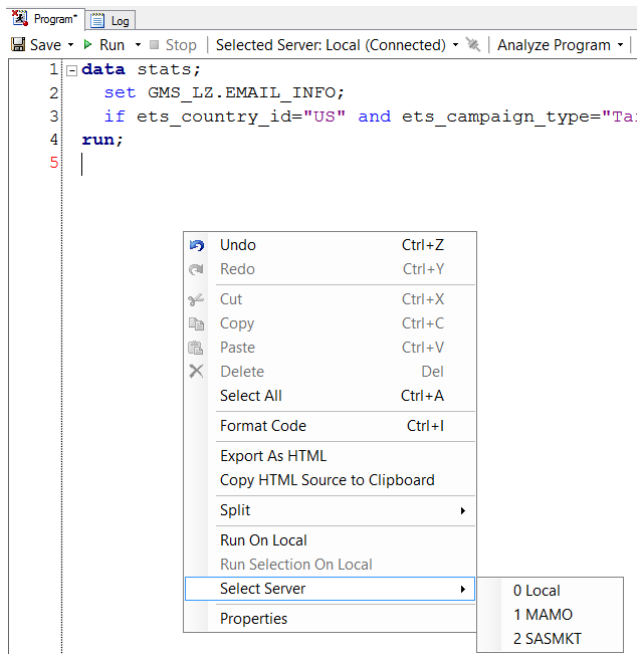 Program* Log
Save Run Stop Selected Server: Local (Connected) Analyze Program
1 data stats;
2 set GMS_LZ.EMAIL_INFO;
3 if ets_country_id="US" and ets_campaign_type="Ta
4 run;
5
Undo Ctrl+Z
Redo Ctrl+Y
Cut Ctrl+X
Copy Ctrl+C
Paste Ctrl+V
Delete Del
Select All Ctrl+A
Format Code Ctrl+I
Export As HTML
Copy HTML Source to Clipboard
Split
Run On Local
Run Selection On Local
Select Server
0 Local
1 MAMO
2 SASMKT
Properties